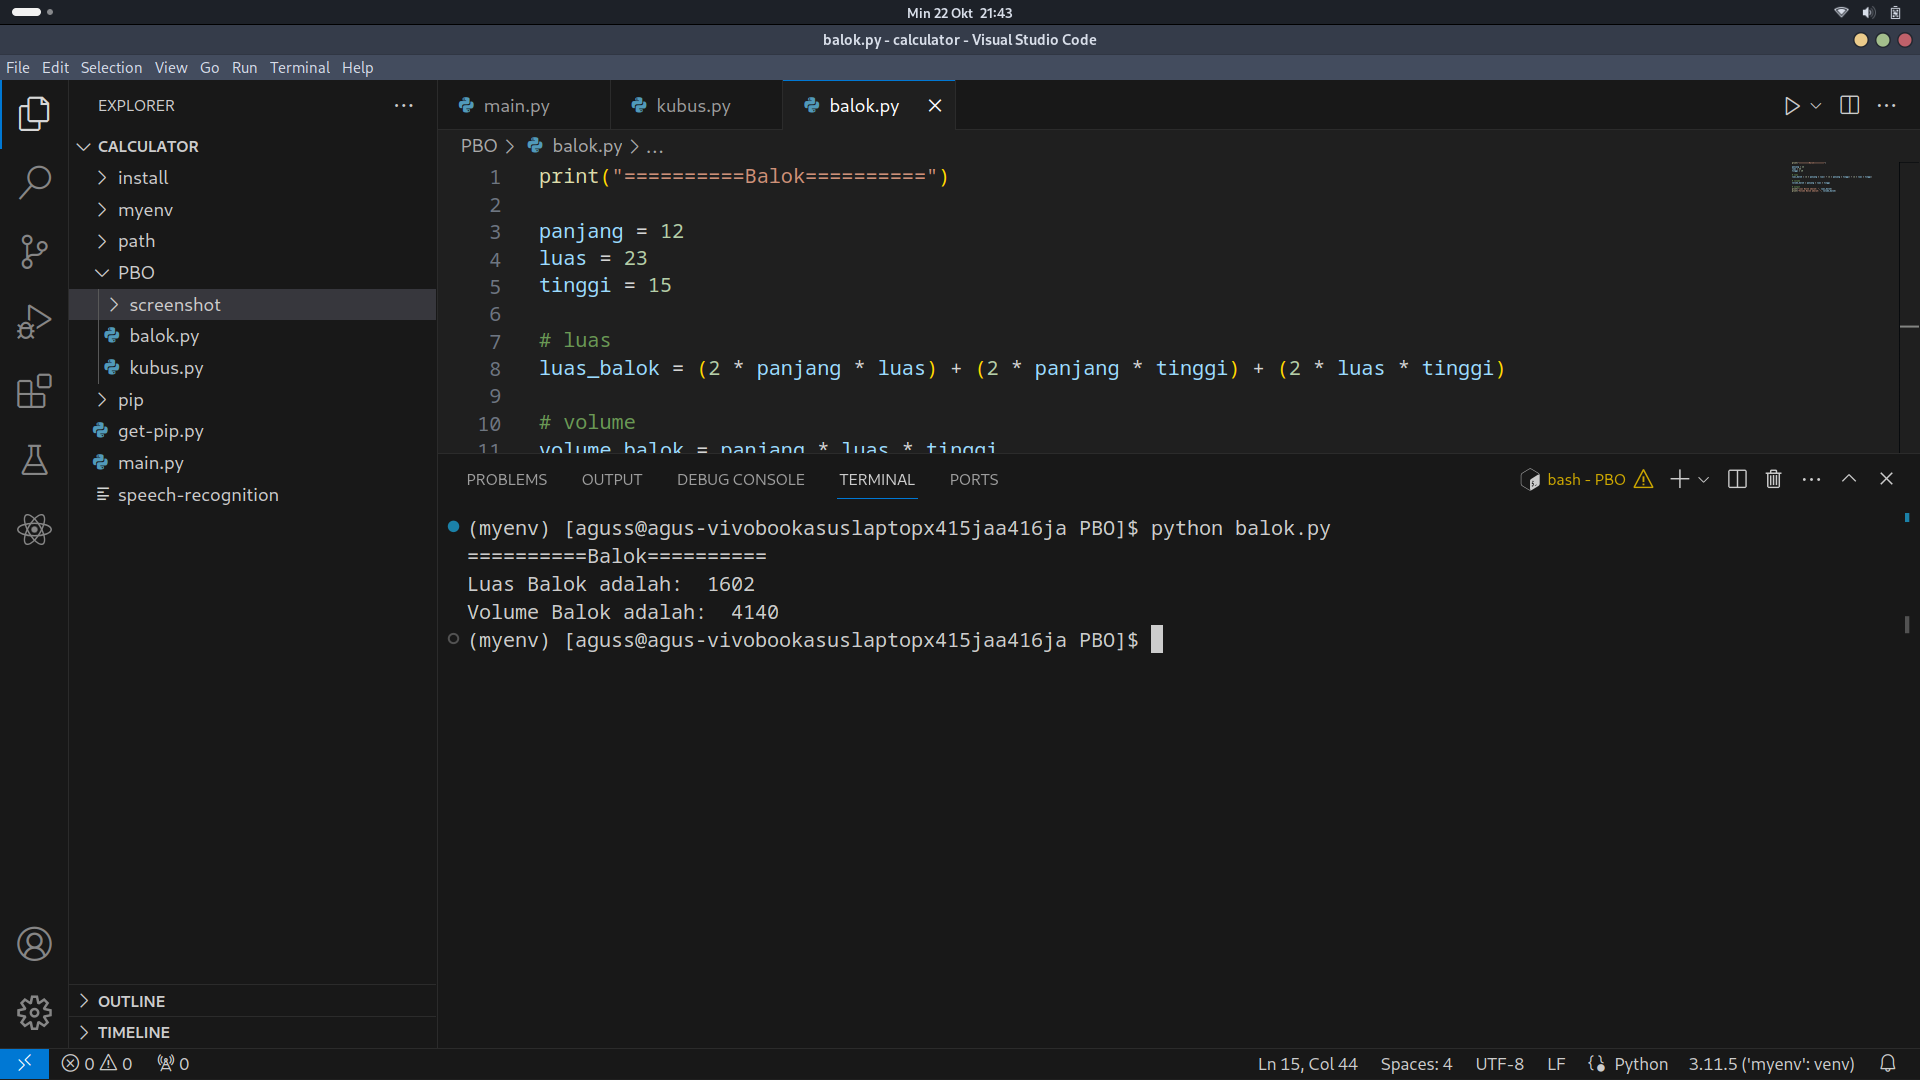 Min 22 Okt 21:43
balok.py - calculator - Visual Studio Code
File Edit Selection View Go Run Terminal Help
EXPLORER
CALCULATOR
install
myenv
path
PBO
screenshot
balok.py
kubus.py
pip
get-pip.py
main.py
speech-recognition
OUTLINE
TIMELINE
main.py kubus.py balok.py
PBO > balok.py > ...
1 print("==========Balok==========")
2
3 panjang = 12
4 luas = 23
5 tinggi = 15
6
7 # luas
8 luas_balok = (2 * panjang * luas) + (2 * panjang * tinggi) + (2 * luas * tinggi)
9
10 # volume
11 volume_balok = panjang * luas * tinggi
PROBLEMS OUTPUT DEBUG CONSOLE TERMINAL PORTS
bash - PBO
(myenv) [aguss@agus-vivobookasuslaptopx415jaa416ja PBO]$ python balok.py
==========Balok==========
Luas Balok adalah:  1602
Volume Balok adalah:  4140
(myenv) [aguss@agus-vivobookasuslaptopx415jaa416ja PBO]$
0 0 0
Ln 15, Col 44 Spaces: 4 UTF-8 LF Python 3.11.5 ('myenv': venv)